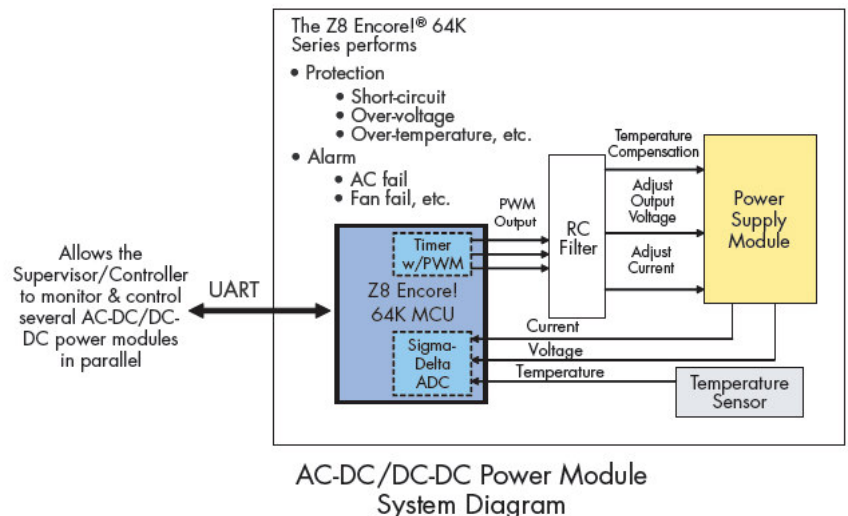 The Z8 Encore!® 64K
Series performs
• Protection
• Short-circuit
• Over-voltage
• Over-temperature, etc.
• Alarm
• AC fail
• Fan fail, etc.
Allows the
Supervisor/Controller
to monitor & control
several AC-DC/DC-
DC power modules
in parallel
UART
Timer
w/PWM
Z8 Encore!
64K MCU
Sigma-
Delta
ADC
PWM
Output
RC
Filter
Temperature
Compensation
Adjust
Output
Voltage
Adjust
Current
Power
Supply
Module
Current
Voltage
Temperature
Temperature
Sensor
AC-DC/DC-DC Power Module
System Diagram